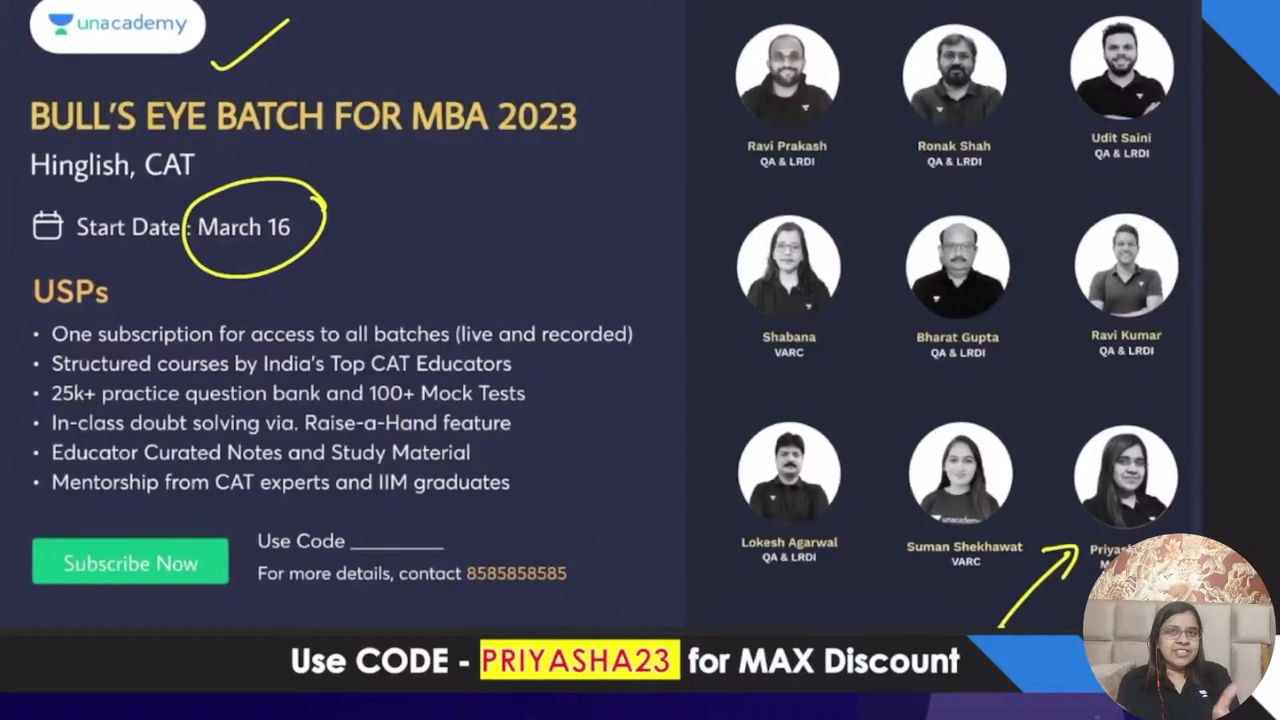 unacademy
BULL'S EYE BATCH FOR MBA 2023
Hinglish, CAT
Start Date : March 16
USPs
• One subscription for access to all batches (live and recorded)
• Structured courses by India's Top CAT Educators
• 25k+ practice question bank and 100+ Mock Tests
• In-class doubt solving via. Raise-a-Hand feature
• Educator Curated Notes and Study Material
• Mentorship from CAT experts and IIM graduates
Subscribe Now
Use Code ________
For more details, contact 8585858585
Ravi Prakash
QA & LRDI
Ronak Shah
QA & LRDI
Udit Saini
QA & LRDI
Shabana
VARC
Bharat Gupta
QA & LRDI
Ravi Kumar
QA & LRDI
Lokesh Agarwal
QA & LRDI
Suman Shekhawat
VARC
unacademy
Use CODE - PRIYASHA23 for MAX Discount